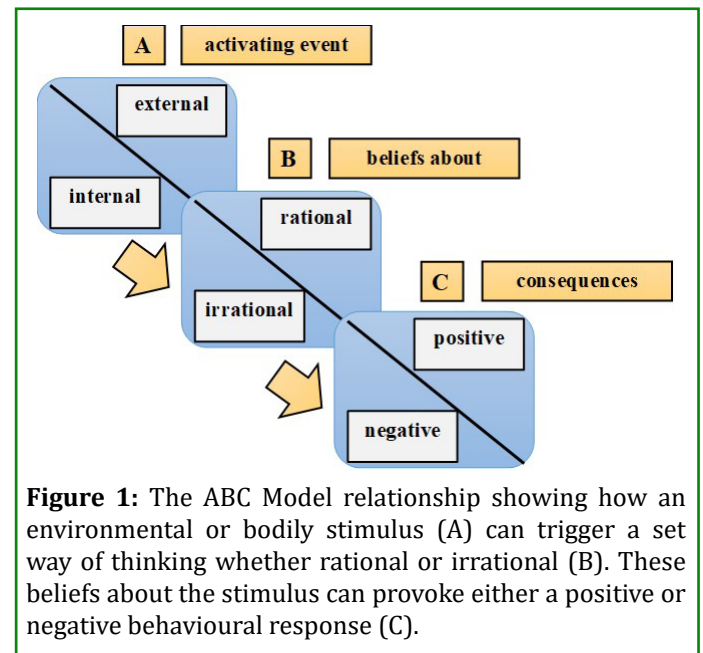 A activating event
external
internal
B beliefs about
rational
irrational
C consequences
positive
negative
Figure 1: The ABC Model relationship showing how an
environmental or bodily stimulus (A) can trigger a set
way of thinking whether rational or irrational (B). These
beliefs about the stimulus can provoke either a positive or
negative behavioural response (C).